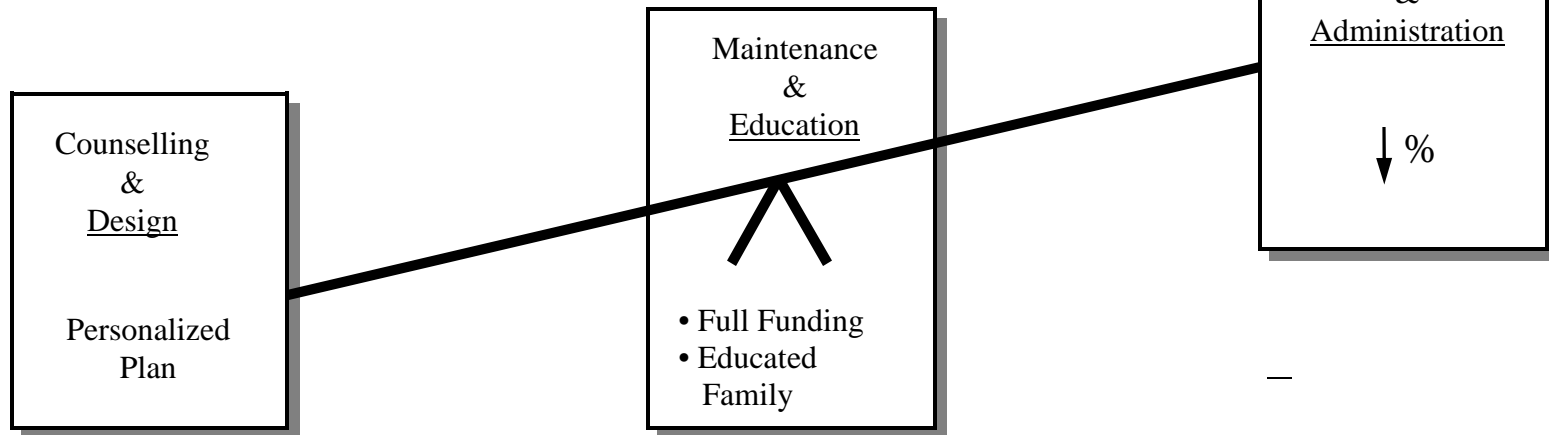 Counselling
&
Design
Personalized
Plan
Maintenance
&
Education
• Full Funding
• Educated
Family
&
Administration
%